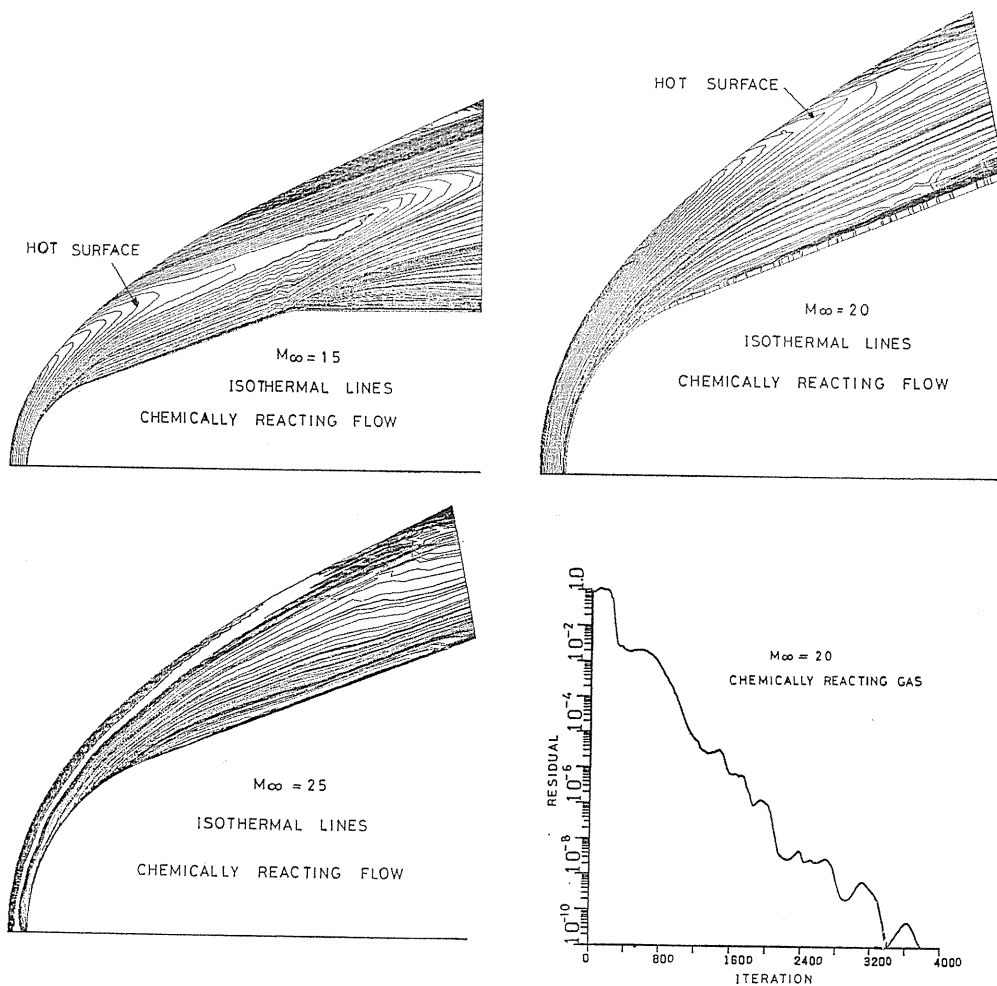 HOT SURFACE
M∞ = 15
ISOTHERMAL LINES
CHEMICALLY REACTING FLOW
HOT SURFACE
M∞ = 20
ISOTHERMAL LINES
CHEMICALLY REACTING FLOW
M∞ = 25
ISOTHERMAL LINES
CHEMICALLY REACTING FLOW
M∞ = 20
CHEMICALLY REACTING GAS
RESIDUAL
1.0
10⁻²
10⁻⁴
10⁻⁶
10⁻⁸
10⁻¹⁰
0 800 1600 2400 3200 4000
ITERATION